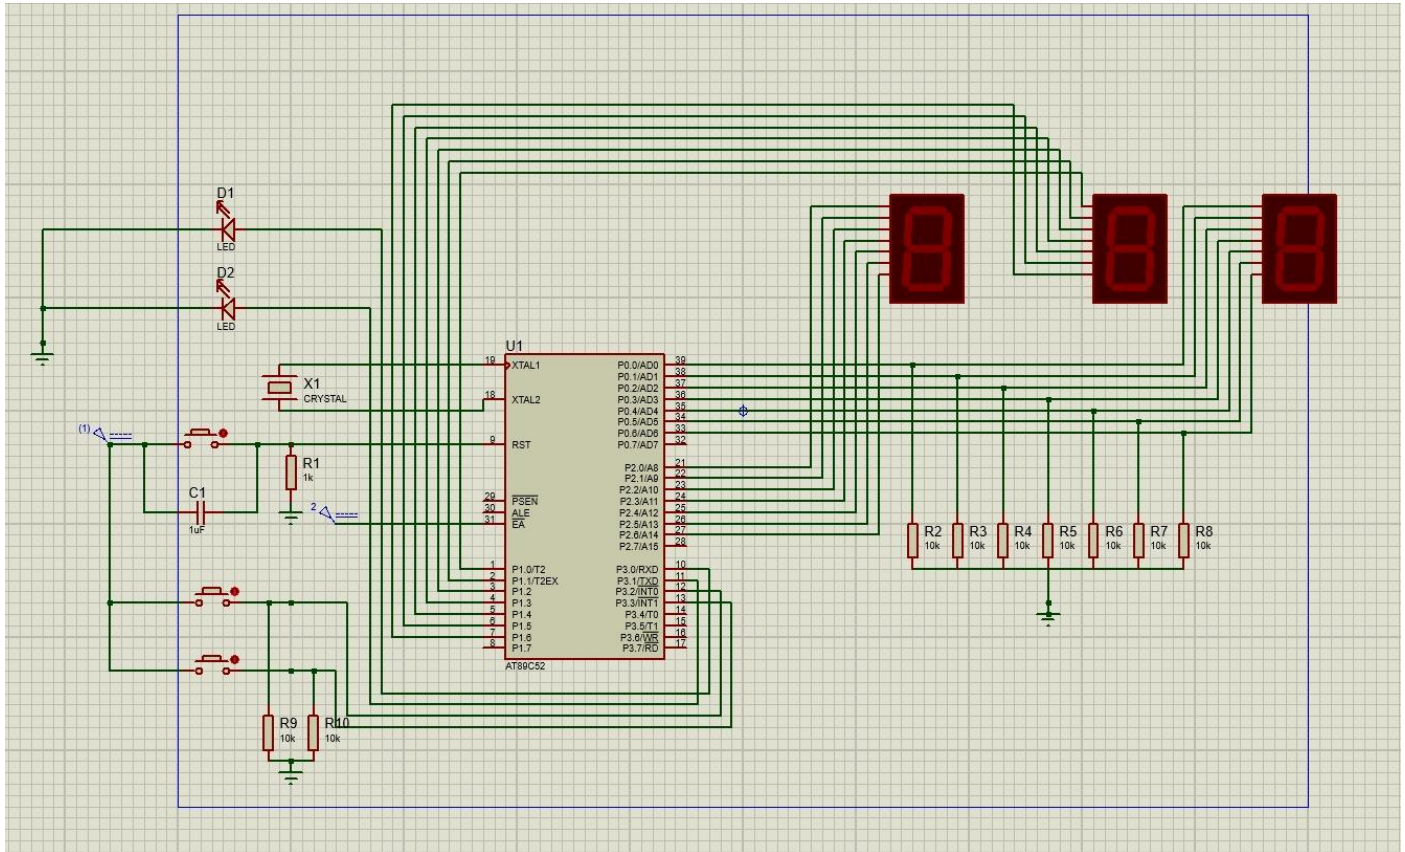 D1
LED
D2
LED
U1
19
XTAL1
18
XTAL2
9
RST
29
PSEN
30
ALE
31
EA
1
P1.0/T2
2
P1.1/T2EX
3
P1.2
4
P1.3
5
P1.4
6
P1.5
7
P1.6
8
P1.7
P0.0/AD0
39
P0.1/AD1
38
P0.2/AD2
37
P0.3/AD3
36
P0.4/AD4
35
P0.5/AD5
34
P0.6/AD6
33
P0.7/AD7
32
P2.0/A8
21
P2.1/A9
22
P2.2/A10
23
P2.3/A11
24
P2.4/A12
25
P2.5/A13
26
P2.6/A14
27
P2.7/A15
28
P3.0/RXD
10
P3.1/TXD
11
P3.2/INT0
12
P3.3/INT1
13
P3.4/T0
14
P3.5/T1
15
P3.6/WR
16
P3.7/RD
17
AT89C52
X1
CRYSTAL
(1)
R1
1k
C1
1uF
2
R9
10k
R10
10k
R2
10k
R3
10k
R4
10k
R5
10k
R6
10k
R7
10k
R8
10k